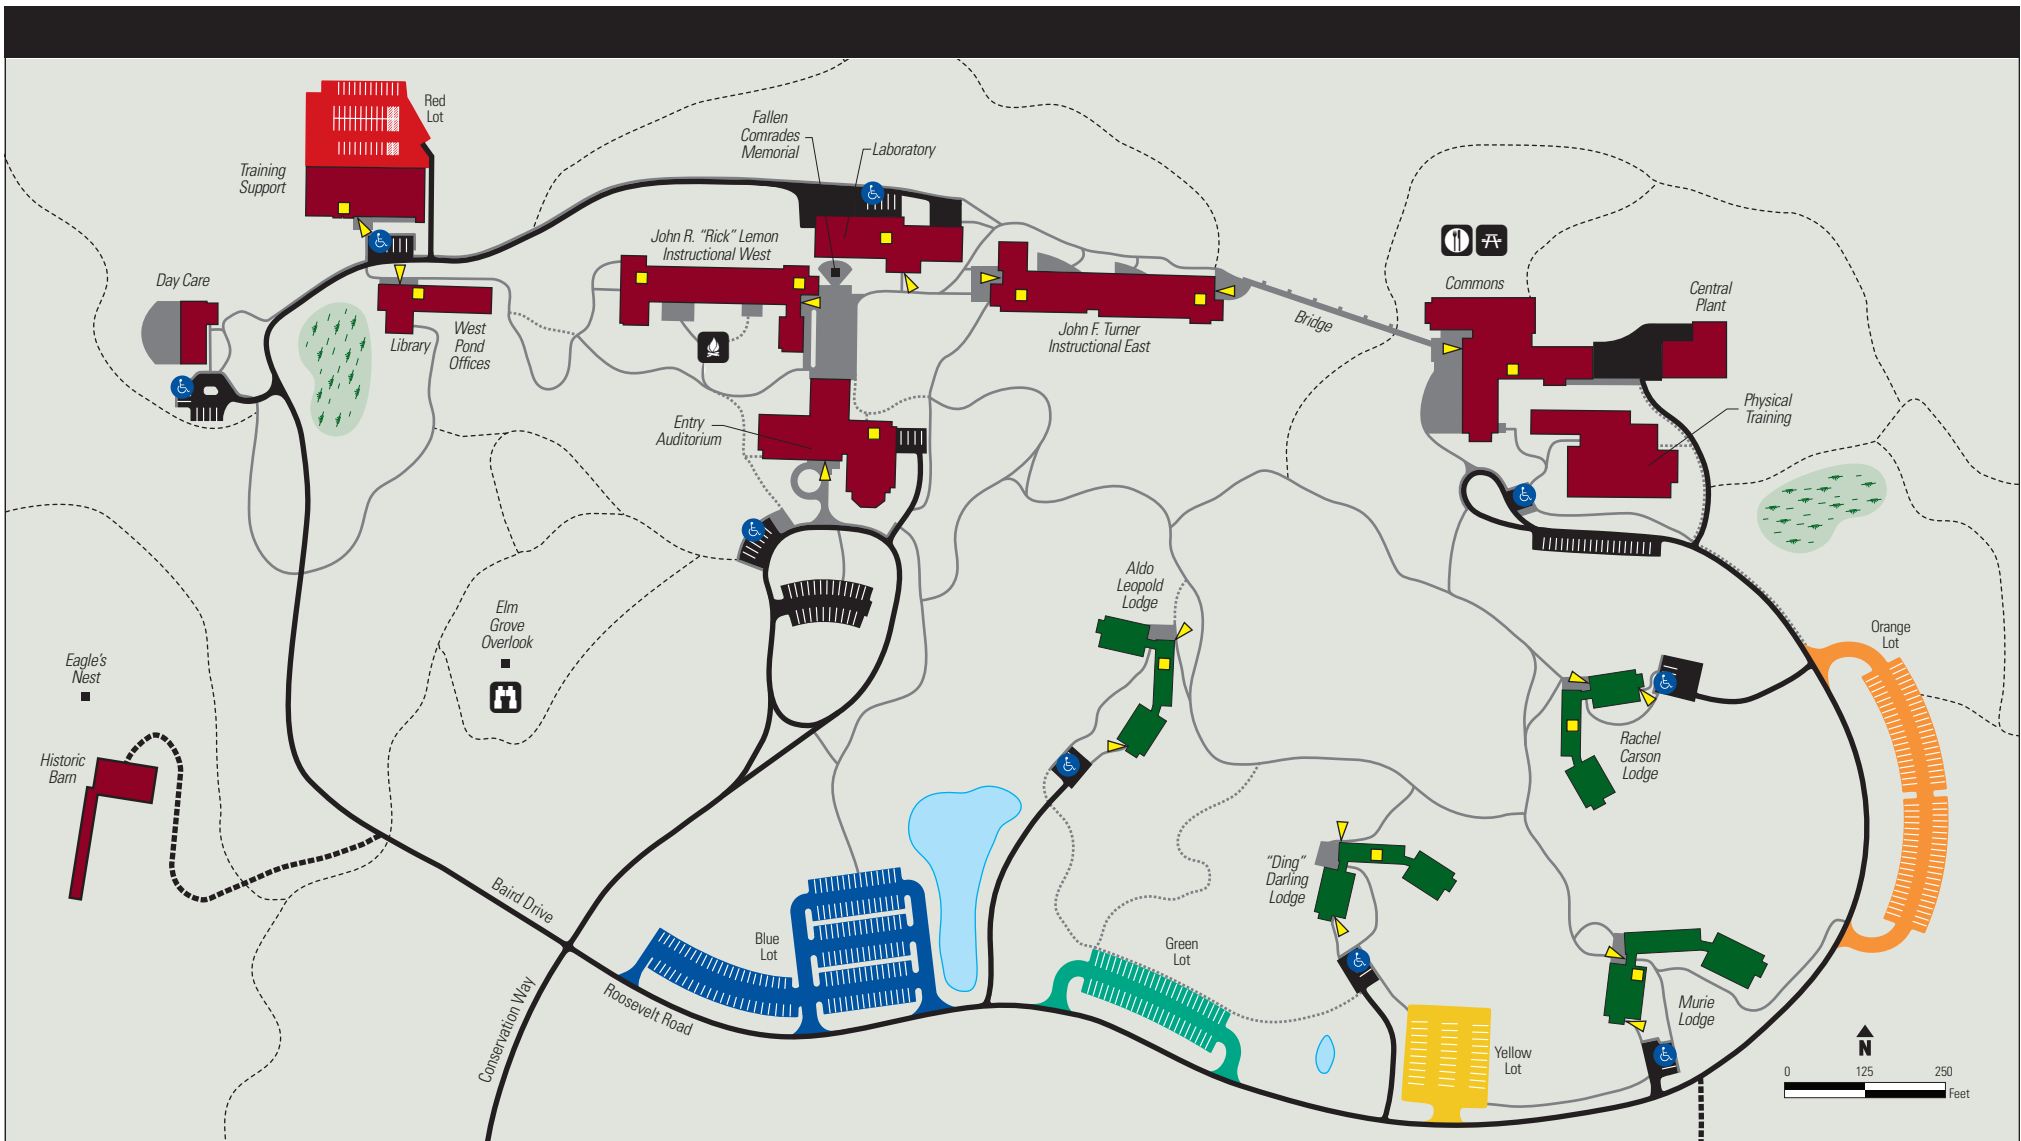 Red
Lot
Training
Support
Fallen
Comrades
Memorial
Laboratory
John R. “Rick” Lemon
Instructional West
Day Care
Library
West
Pond
Offices
John F. Turner
Instructional East
Bridge
Commons
Central
Plant
Physical
Training
Entry
Auditorium
Aldo
Leopold
Lodge
Elm
Grove
Overlook
Eagle's
Nest
Historic
Barn
Orange
Lot
Rachel
Carson
Lodge
“Ding”
Darling
Lodge
Baird Drive
Blue
Lot
Green
Lot
Roosevelt Road
Conservation Way
Murie
Lodge
Yellow
Lot
N
0 125 250
Feet